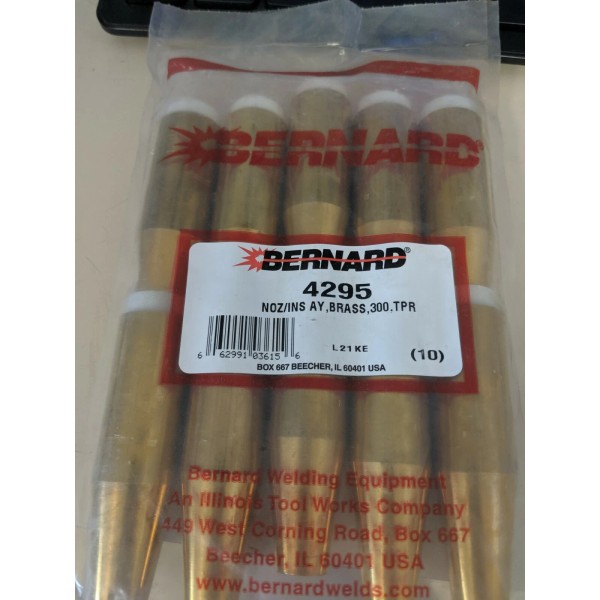 BERNARD®
BERNARD®
4295
NOZ/INS AY,BRASS,300.TPR
6 62991 03615 6
L21KE
(10)
BOX 667 BEECHER, IL 60401 USA
Bernard Welding Equipment
An Illinois Tool Works Company
449 West Corning Road, Box 667
Beecher, IL 60401 USA
www.bernardwelds.com